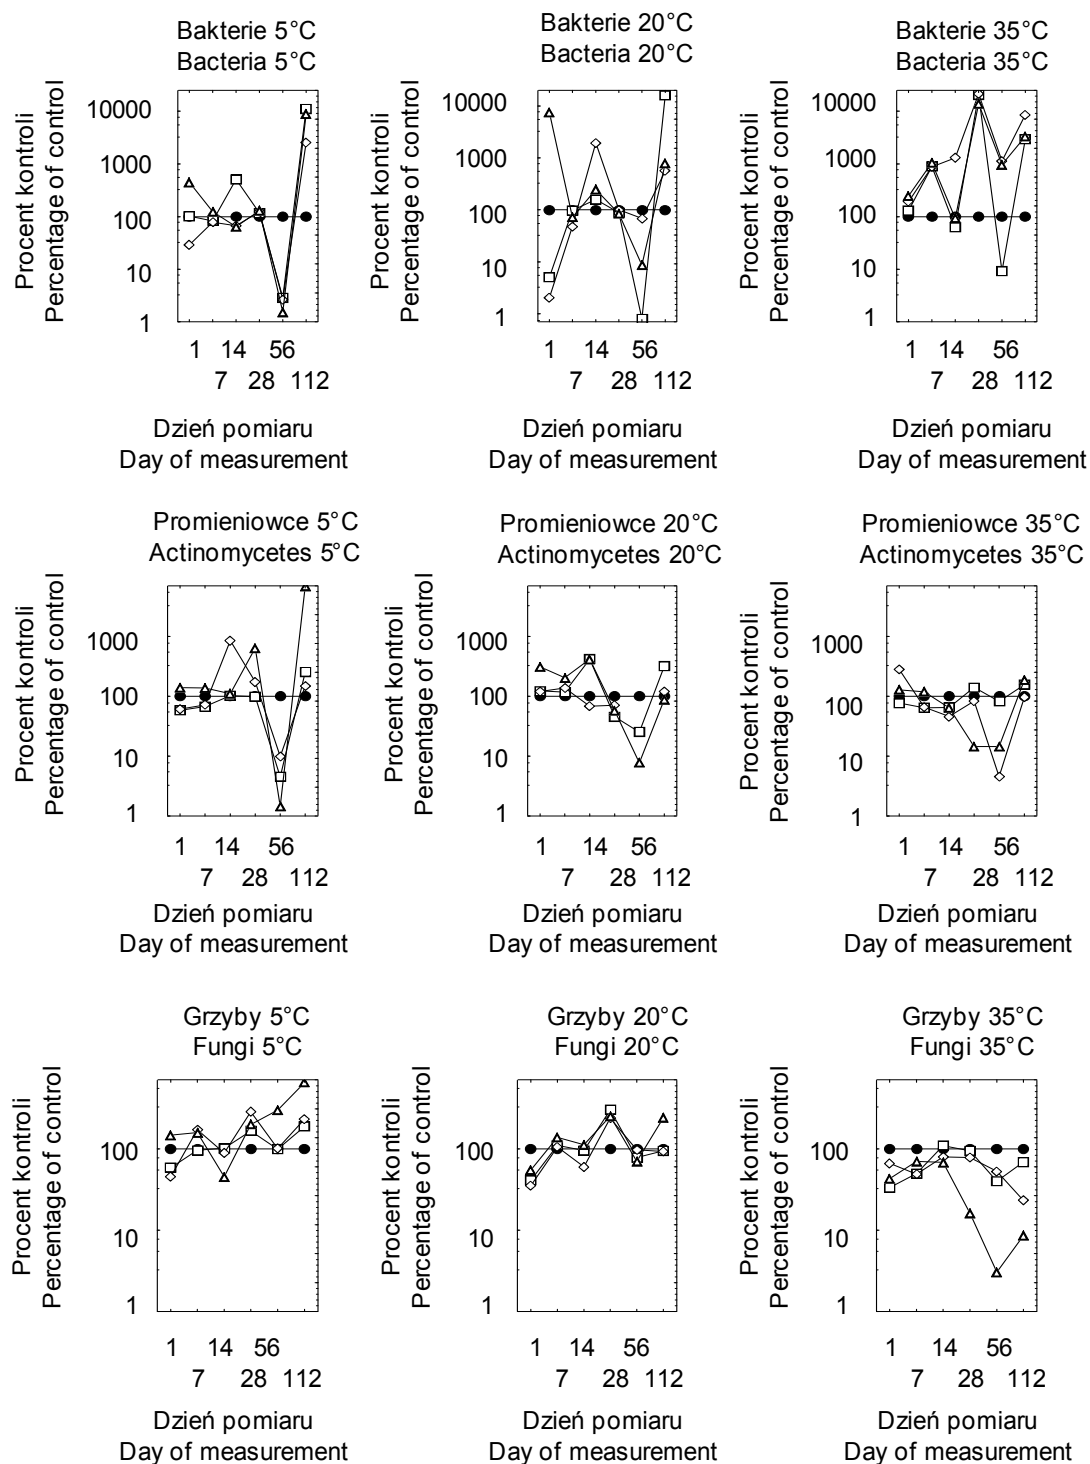 Bakterie 5°C
Bacteria 5°C
Procent kontroli
Percentage of control
10000
1000
100
10
1
1 14 56
7 28 112
Dzień pomiaru
Day of measurement
Bakterie 20°C
Bacteria 20°C
Procent kontroli
Percentage of control
10000
1000
100
10
1
1 14 56
7 28 112
Dzień pomiaru
Day of measurement
Bakterie 35°C
Bacteria 35°C
Procent kontroli
Percentage of control
10000
1000
100
10
1
1 14 56
7 28 112
Dzień pomiaru
Day of measurement
Promieniowce 5°C
Actinomycetes 5°C
Procent kontroli
Percentage of control
1000
100
10
1
1 14 56
7 28 112
Dzień pomiaru
Day of measurement
Promieniowce 20°C
Actinomycetes 20°C
Procent kontroli
Percentage of control
1000
100
10
1
1 14 56
7 28 112
Dzień pomiaru
Day of measurement
Promieniowce 35°C
Actinomycetes 35°C
Procent kontroli
Percentage of control
1000
100
10
1
1 14 56
7 28 112
Dzień pomiaru
Day of measurement
Grzyby 5°C
Fungi 5°C
Procent kontroli
Percentage of control
100
10
1
1 14 56
7 28 112
Dzień pomiaru
Day of measurement
Grzyby 20°C
Fungi 20°C
Procent kontroli
Percentage of control
100
10
1
1 14 56
7 28 112
Dzień pomiaru
Day of measurement
Grzyby 35°C
Fungi 35°C
Procent kontroli
Percentage of control
100
10
1
1 14 56
7 28 112
Dzień pomiaru
Day of measurement